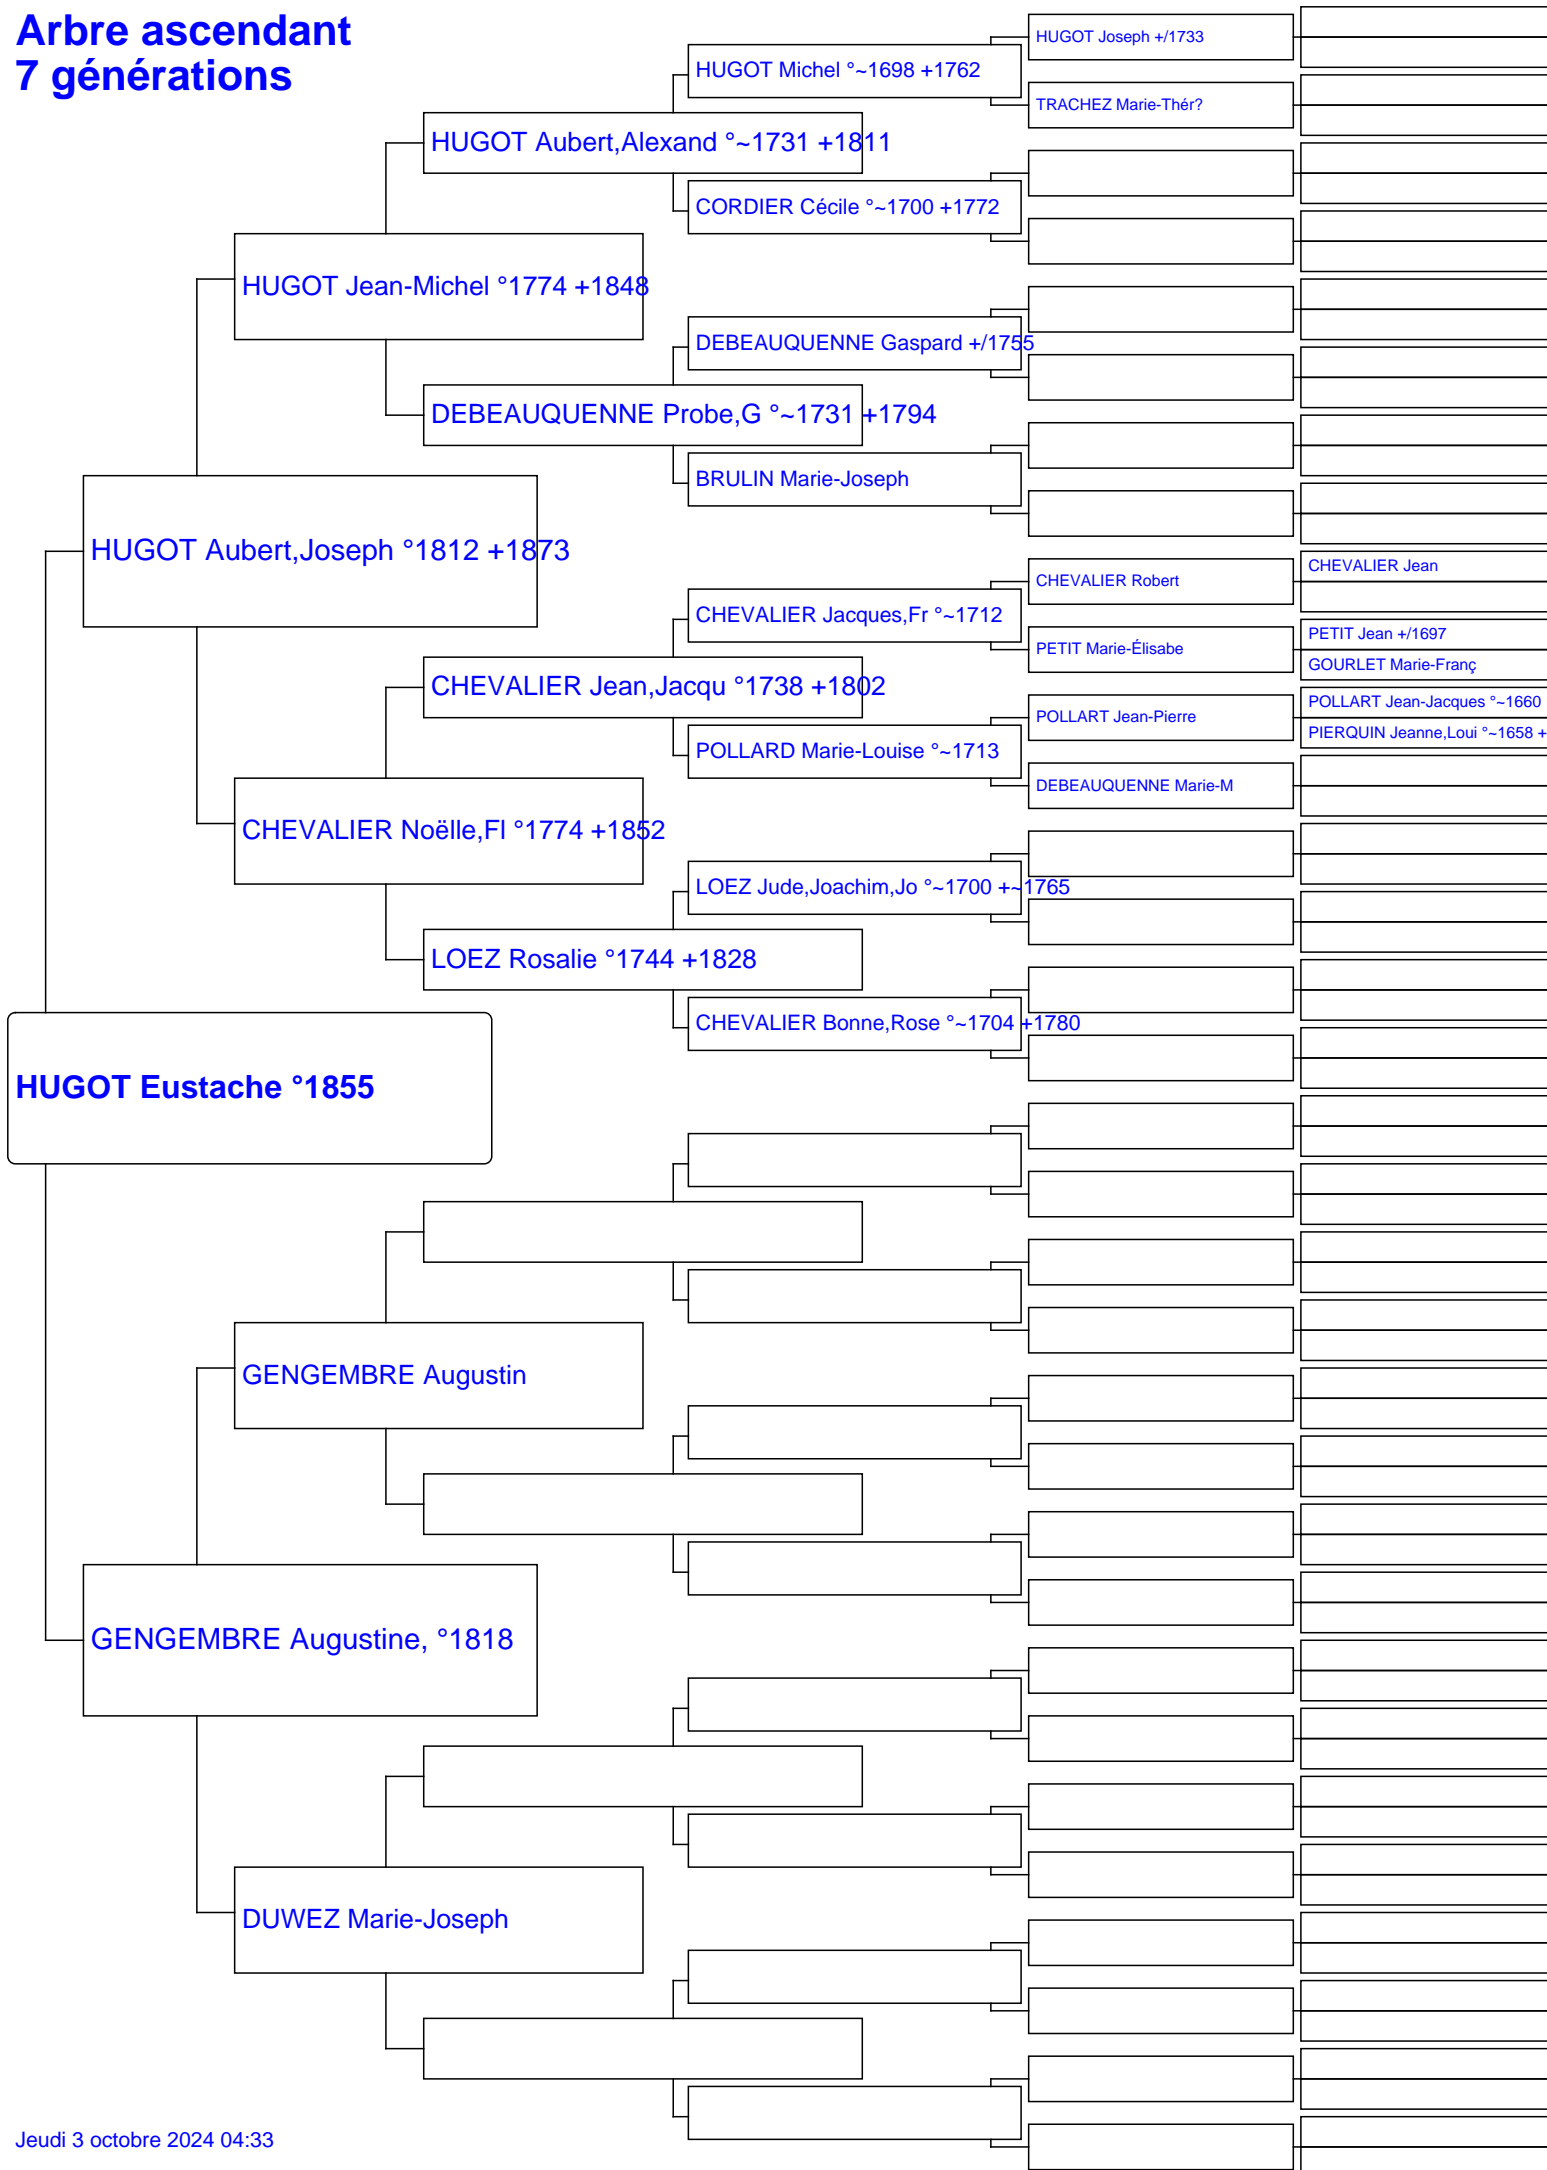 Arbre ascendant
7 générations
HUGOT Joseph +/1733
HUGOT Michel °~1698 +1762
TRACHEZ Marie-Thér?
HUGOT Aubert,Alexand °~1731 +1811
CORDIER Cécile °~1700 +1772
HUGOT Jean-Michel °1774 +1848
DEBEAUQUENNE Gaspard +/1755
DEBEAUQUENNE Probe,G °~1731 +1794
BRULIN Marie-Joseph
HUGOT Aubert,Joseph °1812 +1873
CHEVALIER Jean
CHEVALIER Robert
CHEVALIER Jacques,Fr °~1712
PETIT Jean +/1697
PETIT Marie-Élisabe
GOURLET Marie-Franç
CHEVALIER Jean,Jacqu °1738 +1802
POLLART Jean-Jacques °~1660
POLLART Jean-Pierre
PIERQUIN Jeanne,Loui °~1658 +
POLLARD Marie-Louise °~1713
DEBEAUQUENNE Marie-M
CHEVALIER Noëlle,Fl °1774 +1852
LOEZ Jude,Joachim,Jo °~1700 +~1765
LOEZ Rosalie °1744 +1828
CHEVALIER Bonne,Rose °~1704 +1780
HUGOT Eustache °1855
GENGEMBRE Augustin
GENGEMBRE Augustine, °1818
DUWEZ Marie-Joseph
Jeudi 3 octobre 2024 04:33